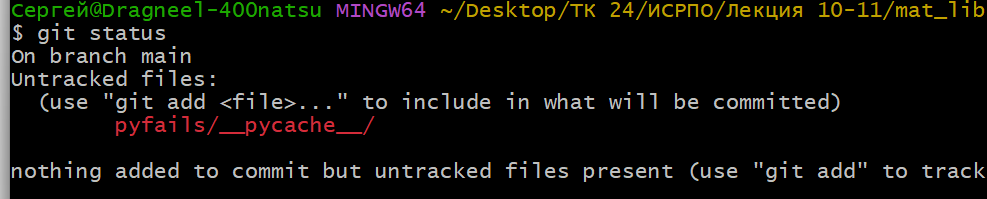 Сергей@Dragneel-400natsu MINGW64 ~/Desktop/ТК 24/ИСРПО/Лекция 10-11/mat_lib
$ git status
On branch main
Untracked files:
  (use "git add <file>..." to include in what will be committed)
        pyfails/__pycache__/

nothing added to commit but untracked files present (use "git add" to track